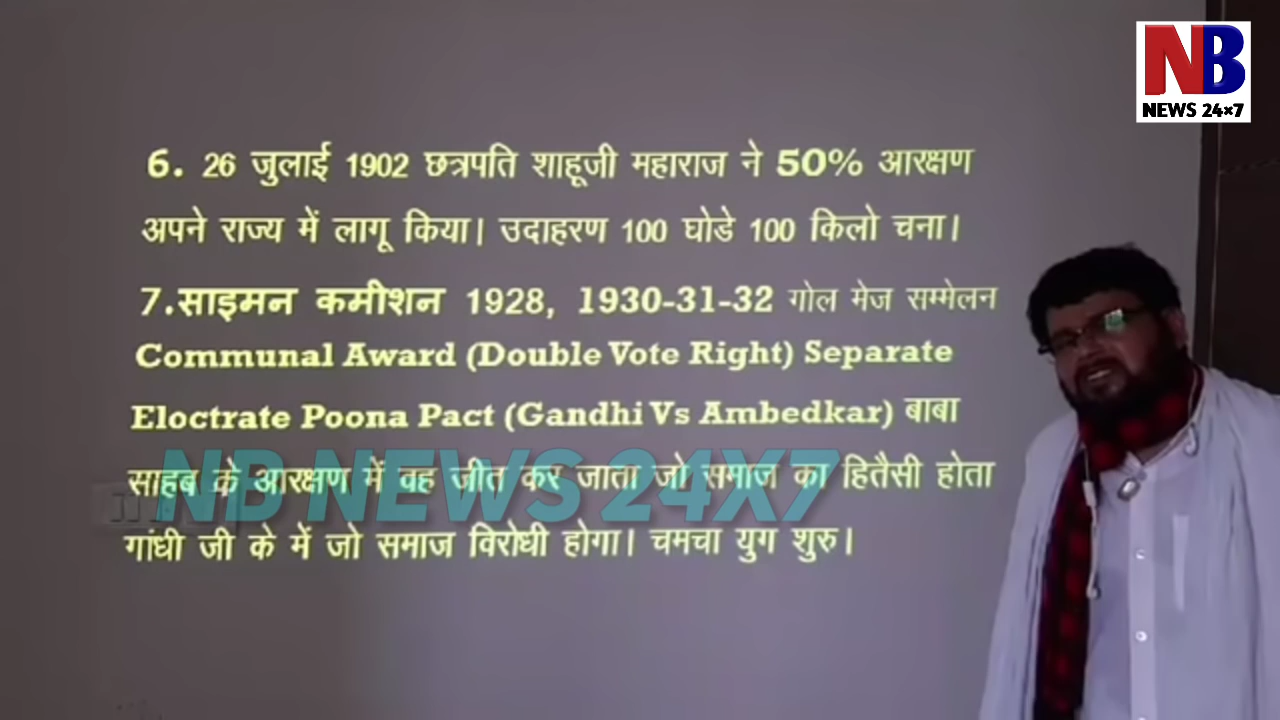 NB
NEWS 24×7
6. 26 जुलाई 1902 छत्रपति शाहूजी महाराज ने 50% आरक्षण
अपने राज्य में लागू किया। उदाहरण 100 घोडे 100 किलो चना।
7.साइमन कमीशन 1928, 1930-31-32 गोल मेज सम्मेलन
Communal Award (Double Vote Right) Separate
Eloctrate Poona Pact (Gandhi Vs Ambedkar) बाबा
साहब के आरक्षण में वह जीत कर जाता जो समाज का हितैसी होता
NB NEWS 24X7
गांधी जी के में जो समाज विरोधी होगा। चमचा युग शुरु।